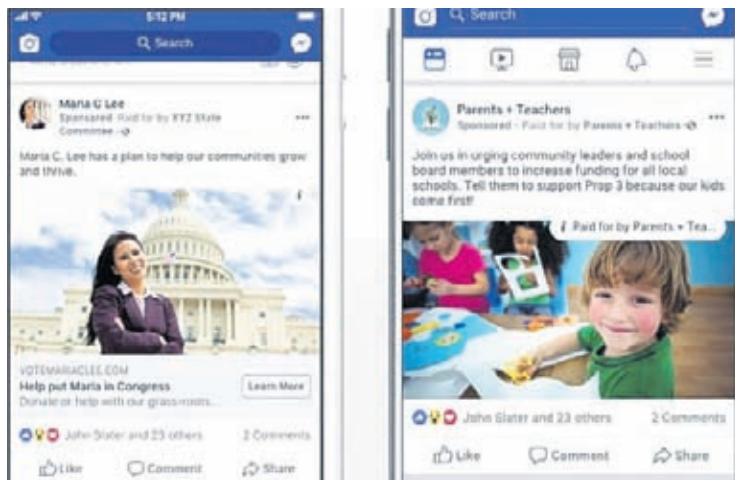 5:12 PM
Search
Maria C Lee
Sponsored · Paid for by XYZ State
Committee ·
Maria C. Lee has a plan to help our communities grow
and thrive.
VOTEMARIACLEE.COM
Help put Maria in Congress
Donate or help with our grass-roots...
Learn More
John Slater and 23 others
2 Comments
Like
Comment
Share
Search
Parents + Teachers
Sponsored · Paid for by Parents + Teachers ·
Join us in urging community leaders and school
board members to increase funding for all local
schools. Tell them to support Prop 3 because our kids
come first!
i Paid for by Parents + Tea...
John Slater and 23 others
2 Comments
Like
Comment
Share